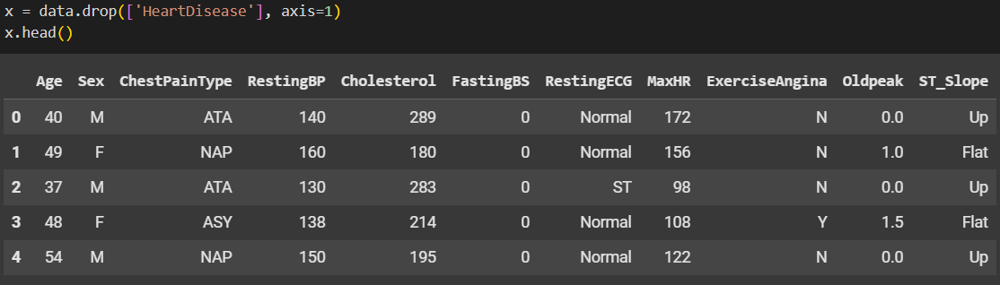 x = data.drop(['HeartDisease'], axis=1)
x.head()
Age Sex ChestPainType RestingBP Cholesterol FastingBS RestingECG MaxHR ExerciseAngina Oldpeak ST_Slope
0 40 M ATA 140 289 0 Normal 172 N 0.0 Up
1 49 F NAP 160 180 0 Normal 156 N 1.0 Flat
2 37 M ATA 130 283 0 ST 98 N 0.0 Up
3 48 F ASY 138 214 0 Normal 108 Y 1.5 Flat
4 54 M NAP 150 195 0 Normal 122 N 0.0 Up